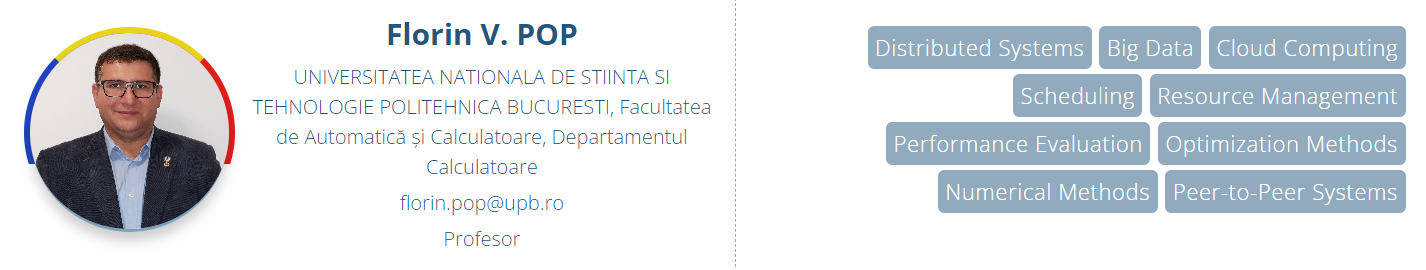 Florin V. POP
UNIVERSITATEA NATIONALA DE STIINTA SI
TEHNOLOGIE POLITEHNICA BUCURESTI, Facultatea
de Automatică și Calculatoare, Departamentul
Calculatoare
florin.pop@upb.ro
Profesor
Distributed Systems Big Data Cloud Computing
Scheduling Resource Management
Performance Evaluation Optimization Methods
Numerical Methods Peer-to-Peer Systems